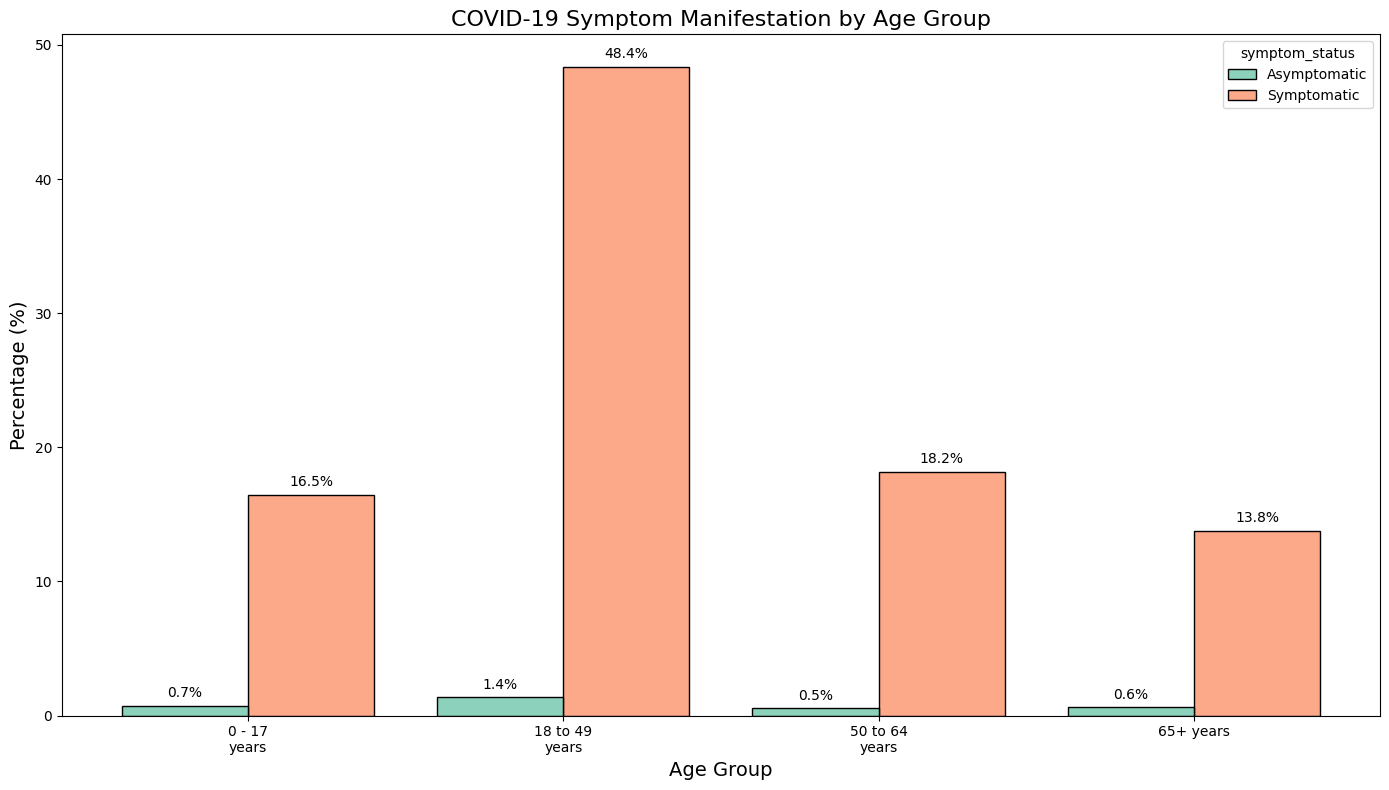 COVID-19 Symptom Manifestation by Age Group
symptom_status
Asymptomatic
Symptomatic
Percentage (%)
50
40
30
20
10
0
0.7%
16.5%
1.4%
48.4%
0.5%
18.2%
0.6%
13.8%
0 - 17
years
18 to 49
years
50 to 64
years
65+ years
Age Group